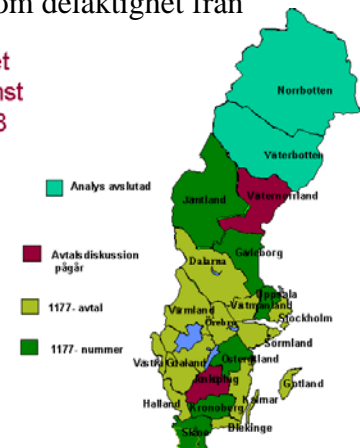 om delaktighet från
et
nst
3
Norrbotten
Västerbotten
Analys avslutad
Jämtland
Västernorrland
Avtalsdiskussion
pågår
Gävleborg
Dalarna
Uppsala
1177- avtal
Värmland
Västmanland
Örebro
Stockholm
1177- nummer
Sörmland
Västra Götaland
Östergötland
Jönköping
Gotland
Halland
Kalmar
Kronoberg
Blekinge
Skåne